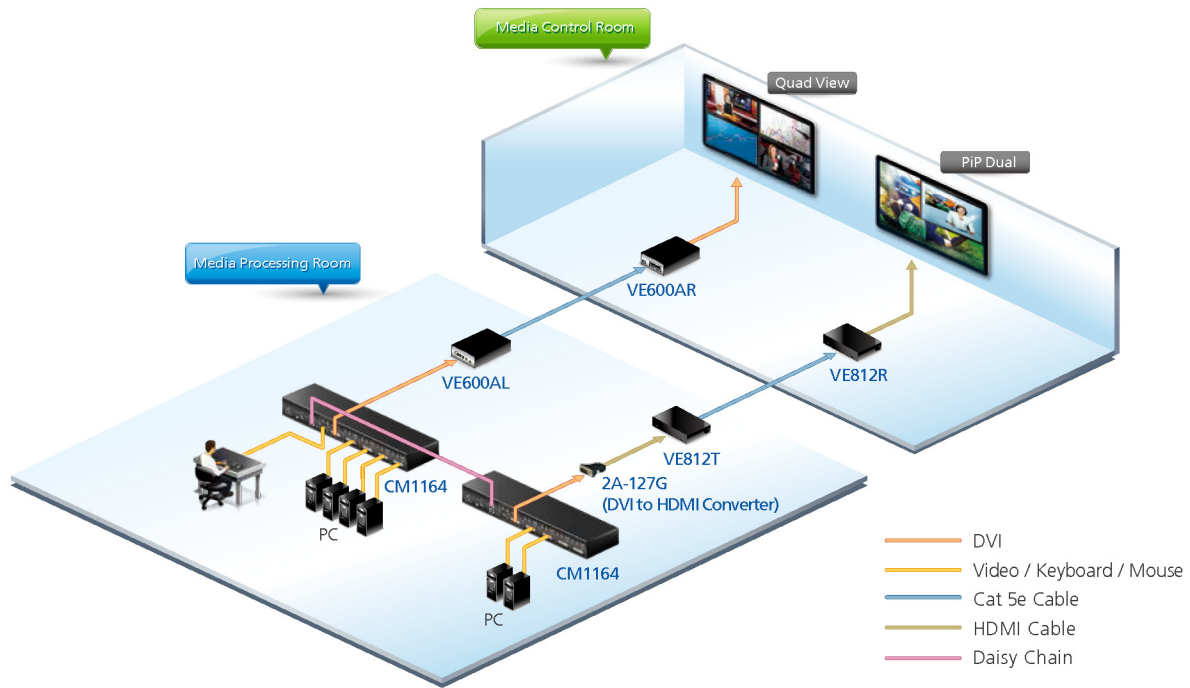 Media Control Room
Quad View
PiP Dual
Media Processing Room
VE600AR
VE600AL
VE812R
VE812T
CM1164
2A-127G
(DVI to HDMI Converter)
PC
CM1164
PC
DVI
Video / Keyboard / Mouse
Cat 5e Cable
HDMI Cable
Daisy Chain